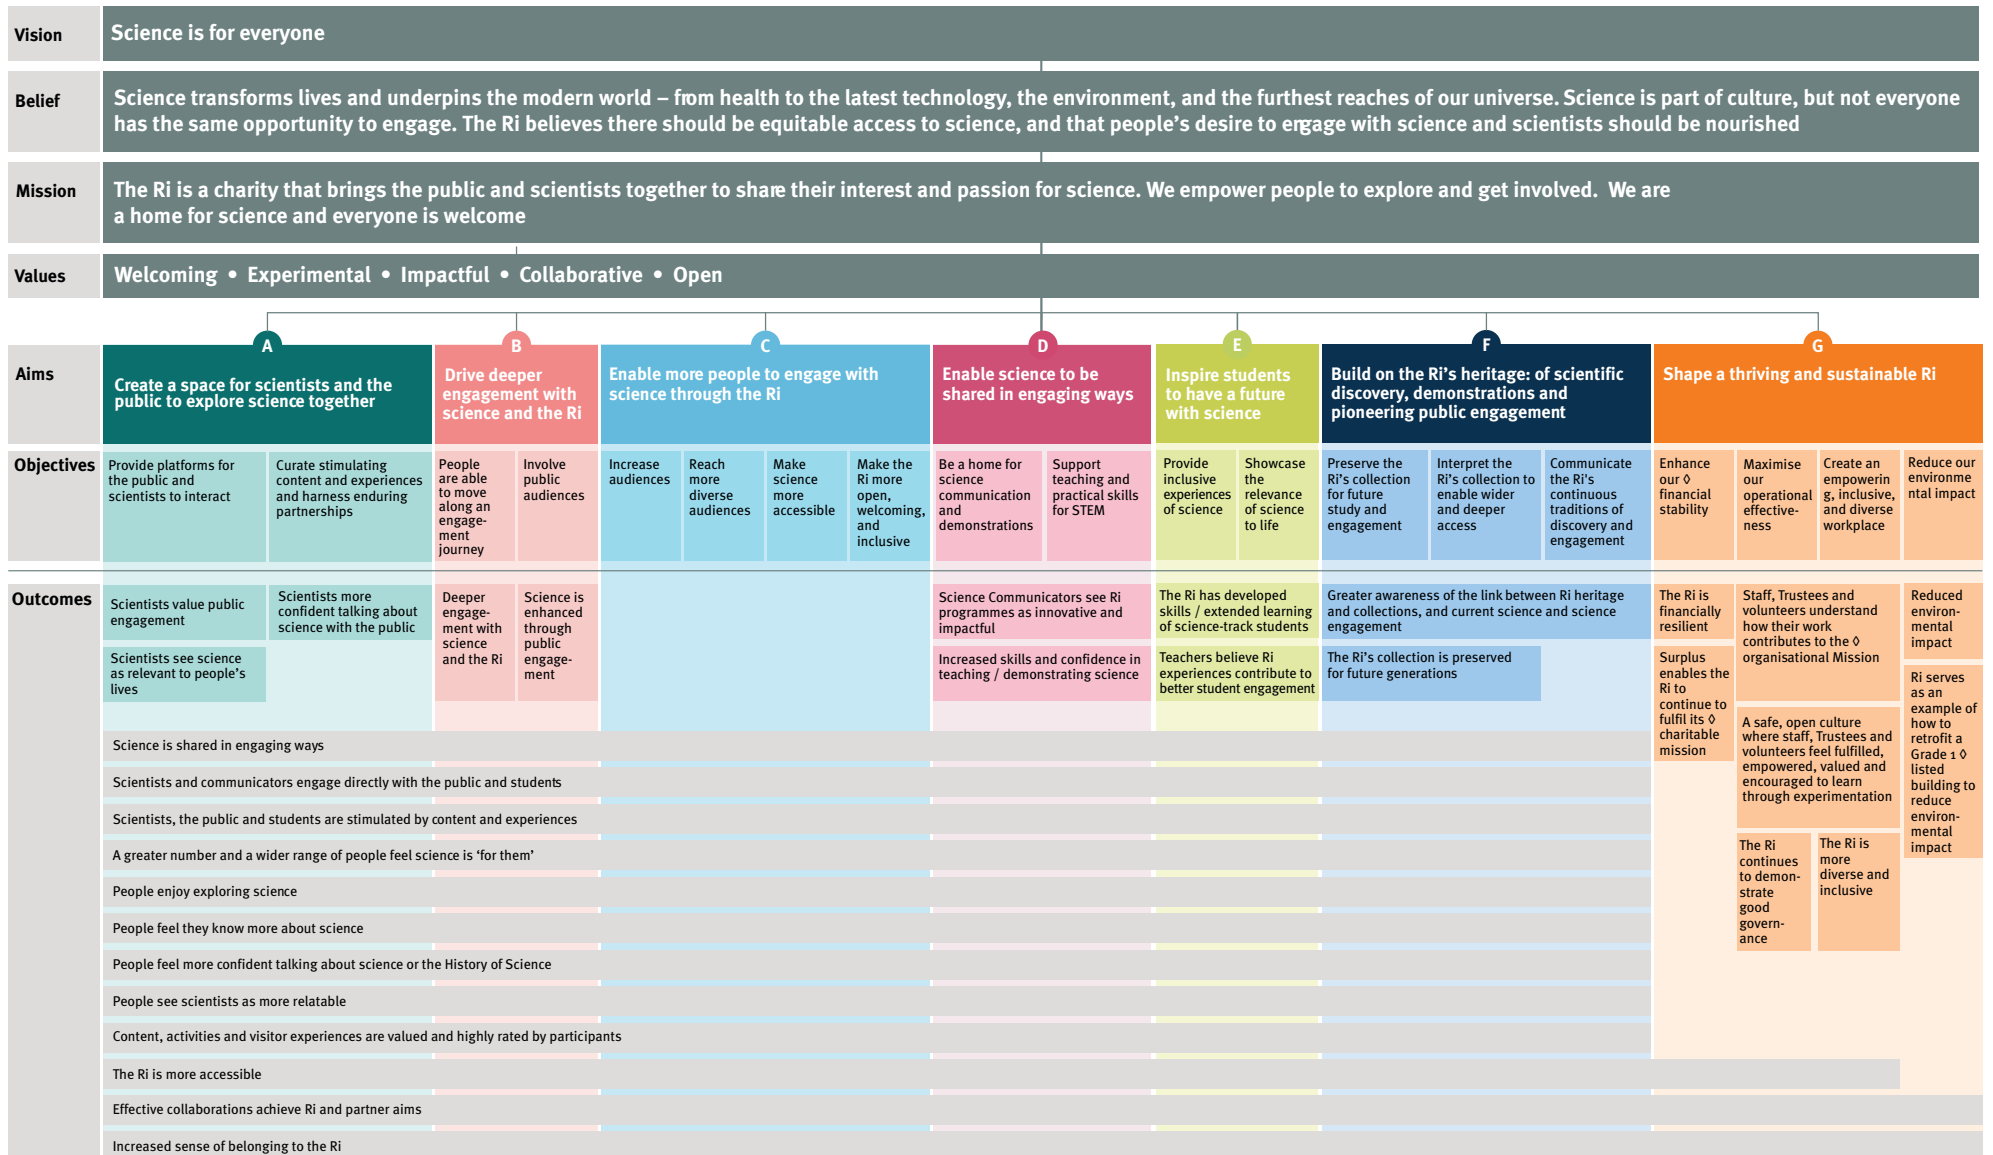 Vision
Science is for everyone
Belief
Science transforms lives and underpins the modern world – from health to the latest technology, the environment, and the furthest reaches of our universe. Science is part of culture, but not everyone
has the same opportunity to engage. The Ri believes there should be equitable access to science, and that people's desire to engage with science and scientists should be nourished
Mission
The Ri is a charity that brings the public and scientists together to share their interest and passion for science. We empower people to explore and get involved.  We are
a home for science and everyone is welcome
Values
Welcoming • Experimental • Impactful • Collaborative • Open
Aims
A
Create a space for scientists and the
public to explore science together
B
Drive deeper
engagement with
science and the Ri
C
Enable more people to engage with
science through the Ri
D
Enable science to be
shared in engaging ways
E
Inspire students
to have a future
with science
F
Build on the Ri's heritage: of scientific
discovery, demonstrations and
pioneering public engagement
G
Shape a thriving and sustainable Ri
Objectives
Provide platforms for
the public and
scientists to interact
Curate stimulating
content and experiences
and harness enduring
partnerships
People
are able
to move
along an
engage-
ment
journey
Involve
public
audiences
Increase
audiences
Reach
more
diverse
audiences
Make
science
more
accessible
Make the
Ri more
open,
welcoming,
and
inclusive
Be a home for
science
communication
and
demonstrations
Support
teaching and
practical skills
for STEM
Provide
inclusive
experiences
of science
Showcase
the
relevance
of science
to life
Preserve the
Ri's collection
for future
study and
engagement
Interpret the
Ri's collection to
enable wider
and deeper
access
Communicate
the Ri's
continuous
traditions of
discovery and
engagement
Enhance
our ◊
financial
stability
Maximise
our
operational
effective-
ness
Create an
empowerin
g, inclusive,
and diverse
workplace
Reduce our
environme
ntal impact
Outcomes
Scientists value public
engagement
Scientists more
confident talking about
science with the public
Scientists see science
as relevant to people's
lives
Deeper
engage-
ment with
science
and the Ri
Science is
enhanced
through
public
engage-
ment
Science Communicators see Ri
programmes as innovative and
impactful
Increased skills and confidence in
teaching / demonstrating science
The Ri has developed
skills / extended learning
of science-track students
Teachers believe Ri
experiences contribute to
better student engagement
Greater awareness of the link between Ri heritage
and collections, and current science and science
engagement
The Ri's collection is preserved
for future generations
The Ri is
financially
resilient
Surplus
enables the
Ri to
continue to
fulfil its ◊
charitable
mission
Staff, Trustees and
volunteers understand
how their work
contributes to the ◊
organisational Mission
A safe, open culture
where staff, Trustees and
volunteers feel fulfilled,
empowered, valued and
encouraged to learn
through experimentation
The Ri
continues
to demon-
strate
good
govern-
ance
The Ri is
more
diverse and
inclusive
Reduced
environ-
mental
impact
Ri serves
as an
example of
how to
retrofit a
Grade 1 ◊
listed
building to
reduce
environ-
mental
impact
Science is shared in engaging ways
Scientists and communicators engage directly with the public and students
Scientists, the public and students are stimulated by content and experiences
A greater number and a wider range of people feel science is 'for them'
People enjoy exploring science
People feel they know more about science
People feel more confident talking about science or the History of Science
People see scientists as more relatable
Content, activities and visitor experiences are valued and highly rated by participants
The Ri is more accessible
Effective collaborations achieve Ri and partner aims
Increased sense of belonging to the Ri